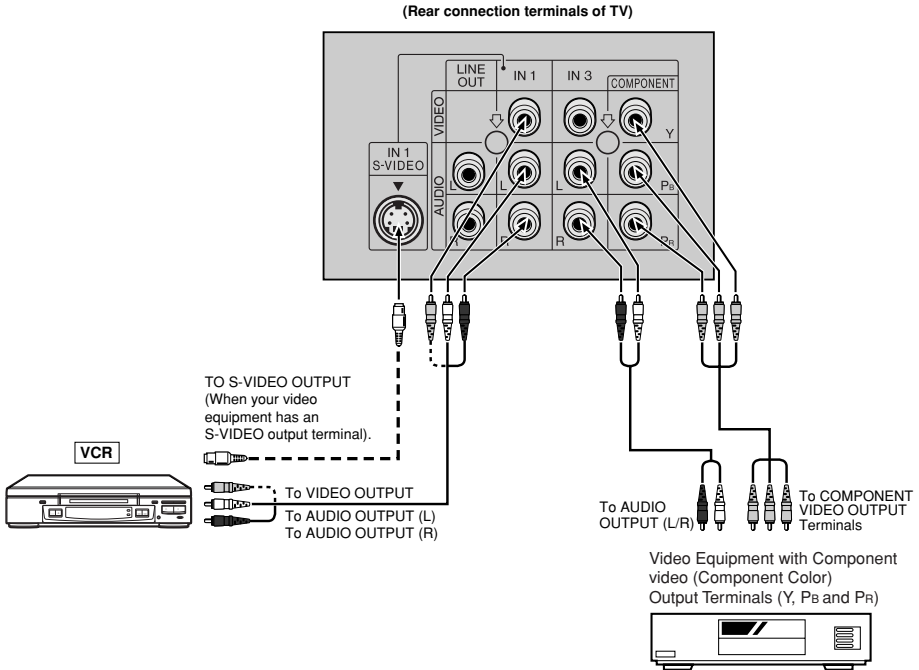 (Rear connection terminals of TV)
LINE
OUT
IN 1
IN 3
COMPONENT
VIDEO
Y
IN 1
S-VIDEO
AUDIO
L
L
L
PB
R
R
R
PR
TO S-VIDEO OUTPUT
(When your video
equipment has an
S-VIDEO output terminal).
VCR
To VIDEO OUTPUT
To AUDIO OUTPUT (L)
To AUDIO OUTPUT (R)
To AUDIO
OUTPUT (L/R)
To COMPONENT
VIDEO OUTPUT
Terminals
Video Equipment with Component
video (Component Color)
Output Terminals (Y, PB and PR)